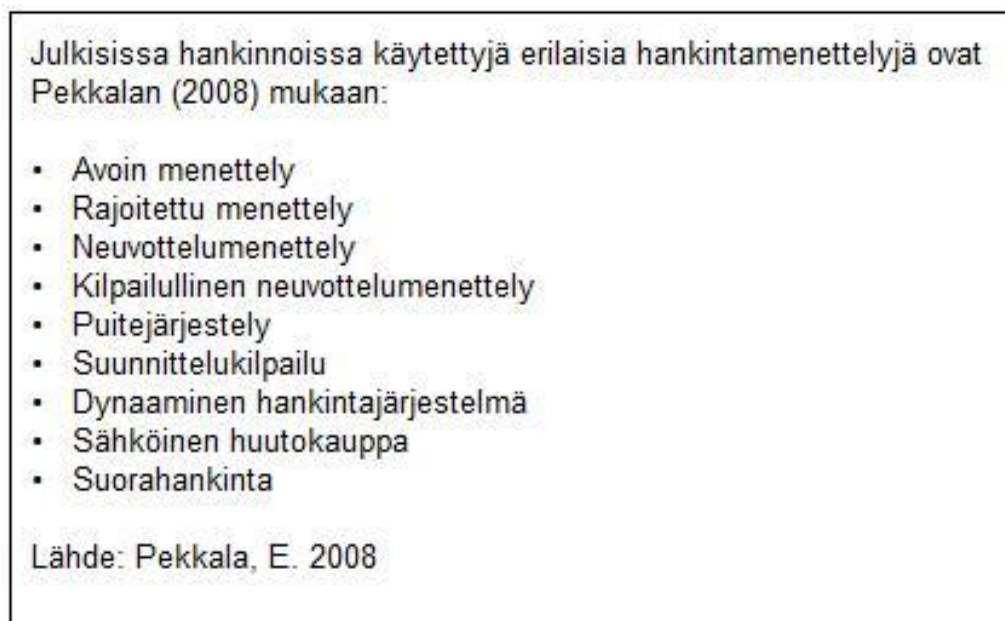 Julkisissa hankinnoissa käytettyjä erilaisia hankintamenettelyjä ovat
Pekkalan (2008) mukaan:
• Avoin menettely
• Rajoitettu menettely
• Neuvottelumenettely
• Kilpailullinen neuvottelumenettely
• Puitejärjestely
• Suunnittelukilpailu
• Dynaaminen hankintajärjestelmä
• Sähköinen huutokauppa
• Suorahankinta
Lähde: Pekkala, E. 2008